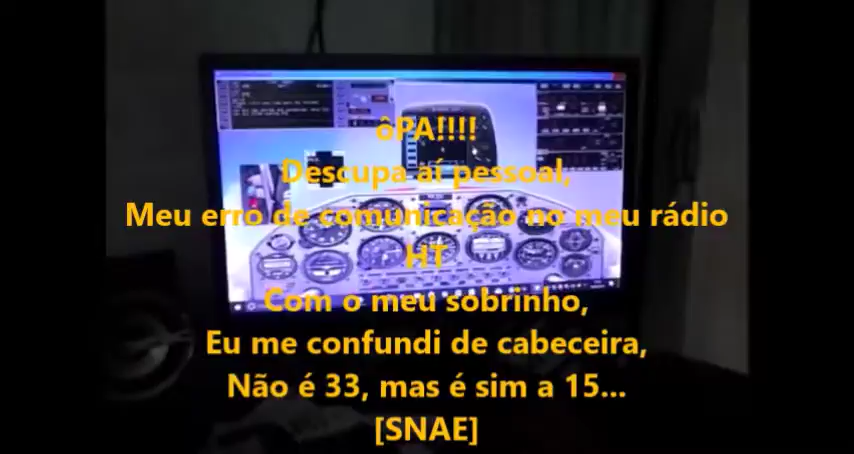 ôPA!!!!
Descupa aí pessoal,
Meu erro de comunicação no meu rádio
HT
Com o meu sobrinho,
Eu me confundi de cabeceira,
Não é 33, mas é sim a 15...
[SNAE]